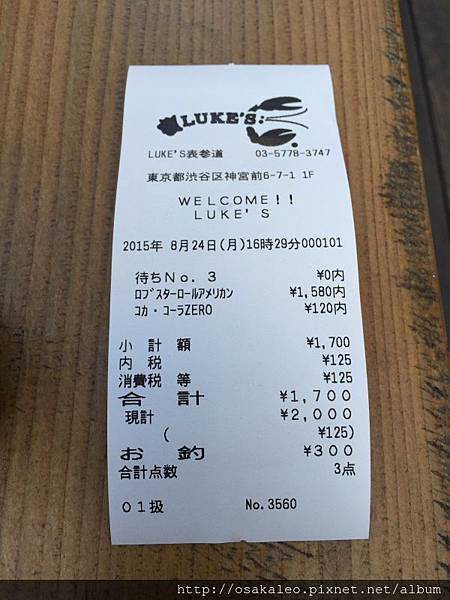 LUKE'S
LUKE'S表参道 03-5778-3747
東京都渋谷区神宮前6-7-1 1F
WELCOME!!
LUKE'S
2015年 8月24日(月)16時29分000101
待ちNo. 3 ¥0内
ﾛﾌﾞｽﾀｰﾛｰﾙｱﾒﾘｶﾝ ¥1,580内
ｺｶ・ｺｰﾗZERO ¥120内
小 計 額 ¥1,700
内 税 ¥125
消費税 等 ¥125
合 計 ¥1,700
現計 ¥2,000
( ¥125)
お 釣 ¥300
合計点数 3点
01扱 No.3560
http://osakaleo.pixnet.net/album